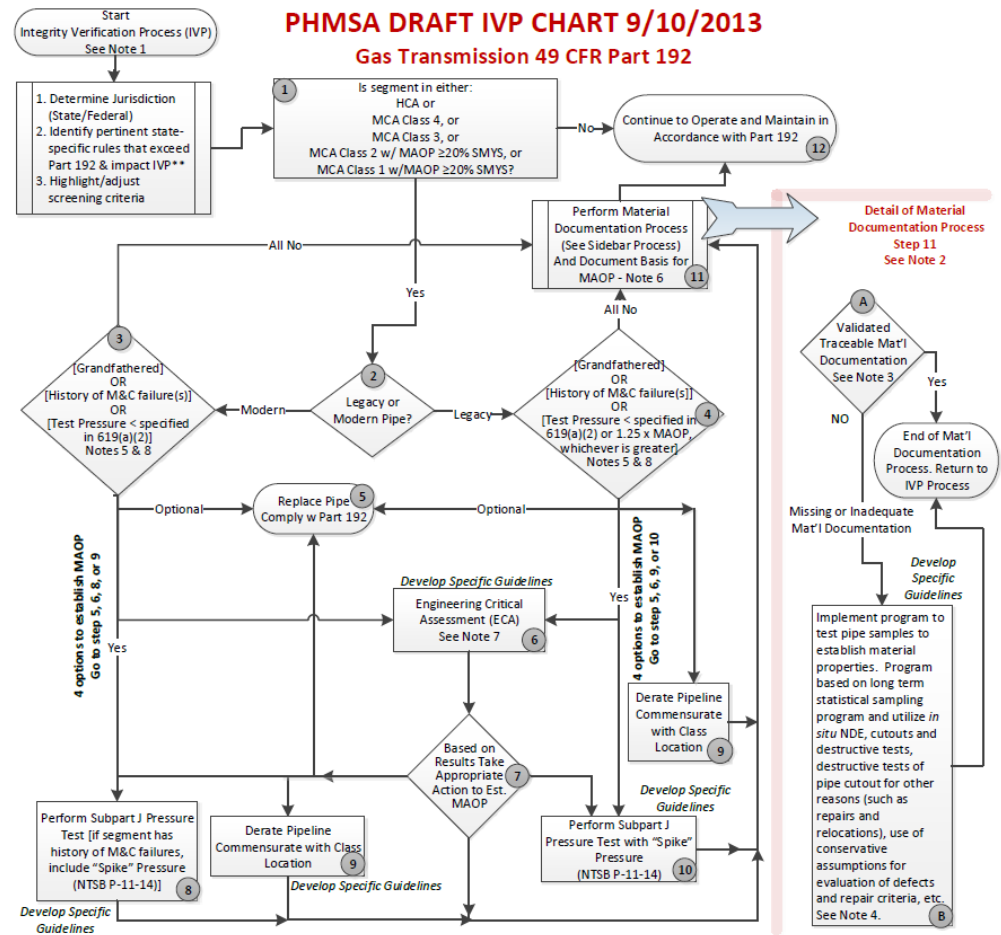 PHMSA DRAFT IVP CHART 9/10/2013
Gas Transmission 49 CFR Part 192
Start
Integrity Verification Process (IVP)
See Note 1
1. Determine Jurisdiction
(State/Federal)
2. Identify pertinent state-
specific rules that exceed
Part 192 & impact IVP**
3. Highlight/adjust
screening criteria
1
Is segment in either:
HCA or
MCA Class 4, or
MCA Class 3, or
MCA Class 2 w/ MAOP ≥20% SMYS, or
MCA Class 1 w/MAOP ≥20% SMYS?
No
Continue to Operate and Maintain in
Accordance with Part 192
12
Yes
All No
Perform Material
Documentation Process
(See Sidebar Process)
And Document Basis for
MAOP - Note 6
11
All No
Detail of Material
Documentation Process
Step 11
See Note 2
3
[Grandfathered]
OR
[History of M&C failure(s)]
OR
[Test Pressure < specified
in 619(a)(2)]
Notes 5 & 8
Modern
2
Legacy or
Modern Pipe?
Legacy
[Grandfathered]
OR
[History of M&C failure(s]]
OR
[Test Pressure < specified in
619(a)(2) or 1.25 x MAOP,
whichever is greater]
Notes 5 & 8
4
A
Validated
Traceable Mat'l
Documentation
See Note 3
Yes
NO
End of Mat'l
Documentation
Process. Return to
IVP Process
Missing or Inadequate
Mat'l Documentation
Optional
Replace Pipe
Comply w Part 192
5
Optional
4 options to establish MAOP
Go to step 5, 6, 8, or 9
Yes
Develop Specific Guidelines
Engineering Critical
Assessment (ECA)
See Note 7
6
Yes
4 options to establish MAOP
Go to step 5, 6, 9, or 10
Derate Pipeline
Commensurate
with Class
Location
9
Based on
Results Take
Appropriate
Action to Est.
MAOP
7
Develop Specific
Guidelines
Perform Subpart J Pressure
Test [if segment has
history of M&C failures,
include "Spike" Pressure
(NTSB P-11-14)]
8
Develop Specific
Guidelines
Derate Pipeline
Commensurate with Class
Location
9
Develop Specific Guidelines
Perform Subpart J
Pressure Test with "Spike"
Pressure
(NTSB P-11-14)
10
Develop
Specific
Guidelines
Implement program to
test pipe samples to
establish material
properties. Program
based on long term
statistical sampling
program and utilize in
situ NDE, cutouts and
destructive tests,
destructive tests of
pipe cutout for other
reasons (such as
repairs and
relocations), use of
conservative
assumptions for
evaluation of defects
and repair criteria, etc.
See Note 4.
B